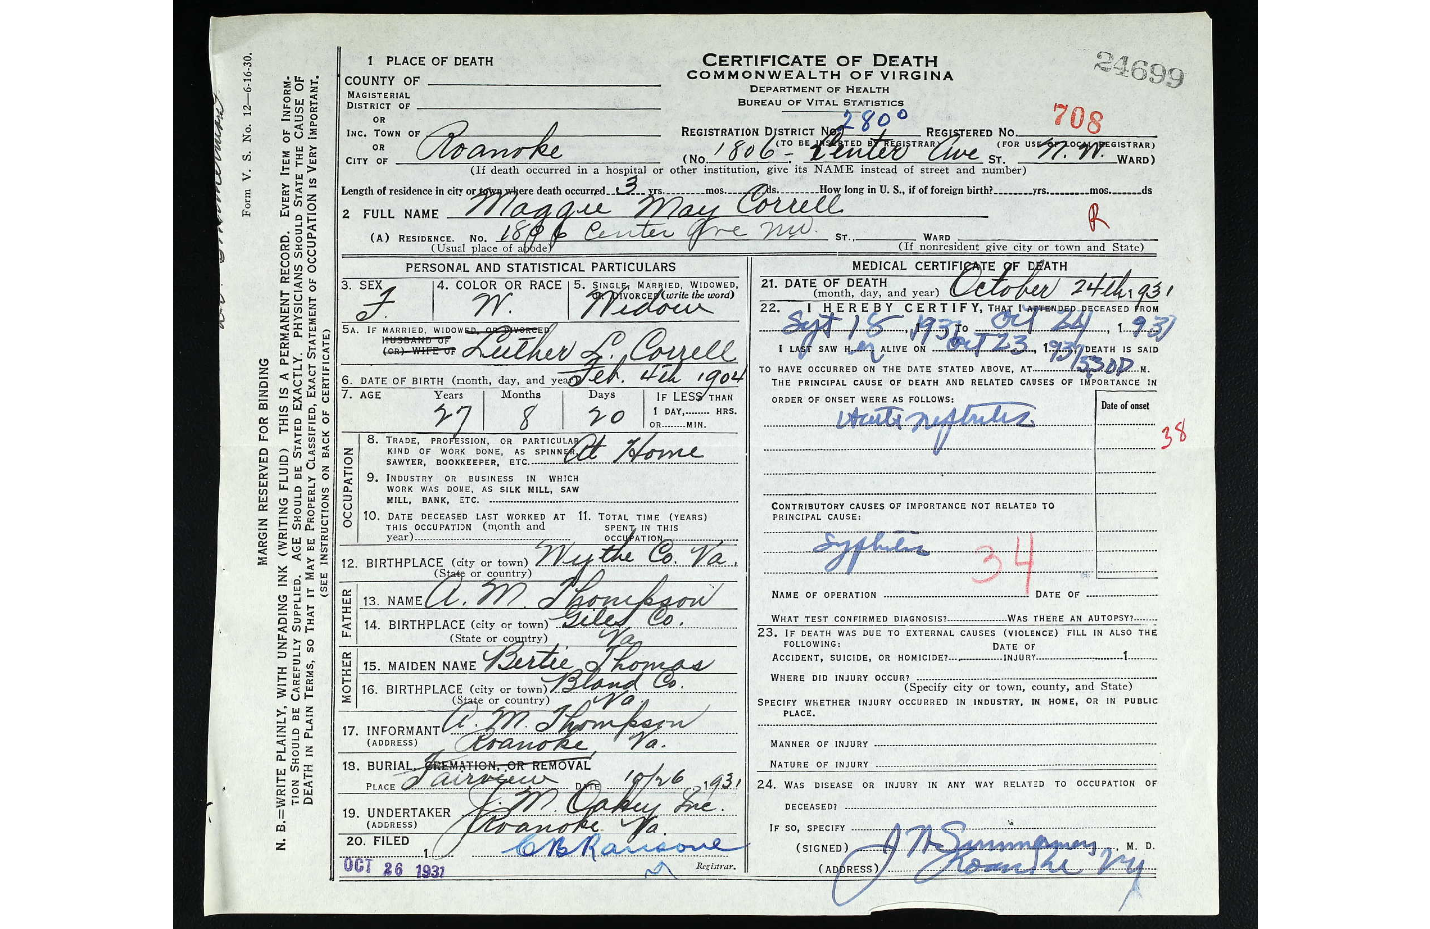 Form V. S. No. 12—6-16-30.
MARGIN RESERVED FOR BINDING
N. B.—WRITE PLAINLY, WITH UNFADING INK (WRITING FLUID) THIS IS A PERMANENT RECORD. EVERY ITEM OF INFORM-
TION SHOULD BE CAREFULLY SUPPLIED. AGE SHOULD BE STATED EXACTLY. PHYSICIANS SHOULD STATE THE CAUSE OF
DEATH IN PLAIN TERMS, SO THAT IT MAY BE PROPERLY CLASSIFIED, EXACT STATEMENT OF OCCUPATION IS VERY IMPORTANT.
(SEE INSTRUCTIONS ON BACK OF CERTIFICATE)
CERTIFICATE OF DEATH
COMMONWEALTH OF VIRGINA
DEPARTMENT OF HEALTH
BUREAU OF VITAL STATISTICS
24699
1 PLACE OF DEATH
COUNTY OF
MAGISTERIAL
DISTRICT OF
OR
INC. TOWN OF
OR
CITY OF Roanoke
REGISTRATION DISTRICT NO. 2800 REGISTERED NO. 708
(TO BE INSERTED BY REGISTRAR) (FOR USE OF LOCAL REGISTRAR)
(No. 1806 - Center Ave ST. N. W. WARD)
(If death occurred in a hospital or other institution, give its NAME instead of street and number)
Length of residence in city or town where death occurred 3 yrs. mos. ds. How long in U. S., if of foreign birth? yrs. mos. ds
2 FULL NAME Maggie May Correll
R
(A) RESIDENCE. NO. 1806 Center Ave NW. ST., WARD
(Usual place of abode) (If nonresident give city or town and State)
PERSONAL AND STATISTICAL PARTICULARS
3. SEX F.
4. COLOR OR RACE W.
5. SINGLE, MARRIED, WIDOWED, OR DIVORCED (write the word) Widow
5A. IF MARRIED, WIDOWED, OR DIVORCED
HUSBAND OF
(OR) WIFE OF Luther L. Correll
6. DATE OF BIRTH (month, day, and year) Feb. 4th 1904
7. AGE Years Months Days IF LESS THAN
27 8 20 1 DAY, HRS.
OR MIN.
OCCUPATION
8. TRADE, PROFESSION, OR PARTICULAR
KIND OF WORK DONE, AS SPINNER,
SAWYER, BOOKKEEPER, ETC. At Home
9. INDUSTRY OR BUSINESS IN WHICH
WORK WAS DONE, AS SILK MILL, SAW
MILL, BANK, ETC.
10. DATE DECEASED LAST WORKED AT
THIS OCCUPATION (month and
year)
11. TOTAL TIME (YEARS)
SPENT IN THIS
OCCUPATION
12. BIRTHPLACE (city or town) Wythe Co. Va.
(State or country)
FATHER
13. NAME A. M. Thompson
14. BIRTHPLACE (city or town) Giles Co.
(State or country) Va
MOTHER
15. MAIDEN NAME Bertie Thomas
16. BIRTHPLACE (city or town) Bland Co.
(State or country) Va.
17. INFORMANT A. M. Thompson
(ADDRESS) Roanoke, Va.
18. BURIAL, CREMATION, OR REMOVAL
PLACE Fairview DATE 10/26, 1931
19. UNDERTAKER J. M. Oakey Inc.
(ADDRESS) Roanoke Va.
20. FILED
OCT 26 1931 1 C B Ransone
Registrar.
MEDICAL CERTIFICATE OF DEATH
21. DATE OF DEATH
(month, day, and year) October 24th, 1931
22. I HEREBY CERTIFY, THAT I ATTENDED DECEASED FROM
Sept 15, 1931 TO Oct 24, 1931
I LAST SAW H er ALIVE ON Oct 23, 1931, DEATH IS SAID
TO HAVE OCCURRED ON THE DATE STATED ABOVE, AT M.
THE PRINCIPAL CAUSE OF DEATH AND RELATED CAUSES OF IMPORTANCE IN
ORDER OF ONSET WERE AS FOLLOWS: Date of onset
Acute Nephritis
38
CONTRIBUTORY CAUSES OF IMPORTANCE NOT RELATED TO
PRINCIPAL CAUSE:
Syphilis
34
NAME OF OPERATION DATE OF
WHAT TEST CONFIRMED DIAGNOSIS? WAS THERE AN AUTOPSY?
23. IF DEATH WAS DUE TO EXTERNAL CAUSES (VIOLENCE) FILL IN ALSO THE
FOLLOWING: DATE OF
ACCIDENT, SUICIDE, OR HOMICIDE? INJURY 1
WHERE DID INJURY OCCUR?
(Specify city or town, county, and State)
SPECIFY WHETHER INJURY OCCURRED IN INDUSTRY, IN HOME, OR IN PUBLIC
PLACE.
MANNER OF INJURY
NATURE OF INJURY
24. WAS DISEASE OR INJURY IN ANY WAY RELATED TO OCCUPATION OF
DECEASED?
IF SO, SPECIFY
(SIGNED) M. D.
(ADDRESS) Roanoke